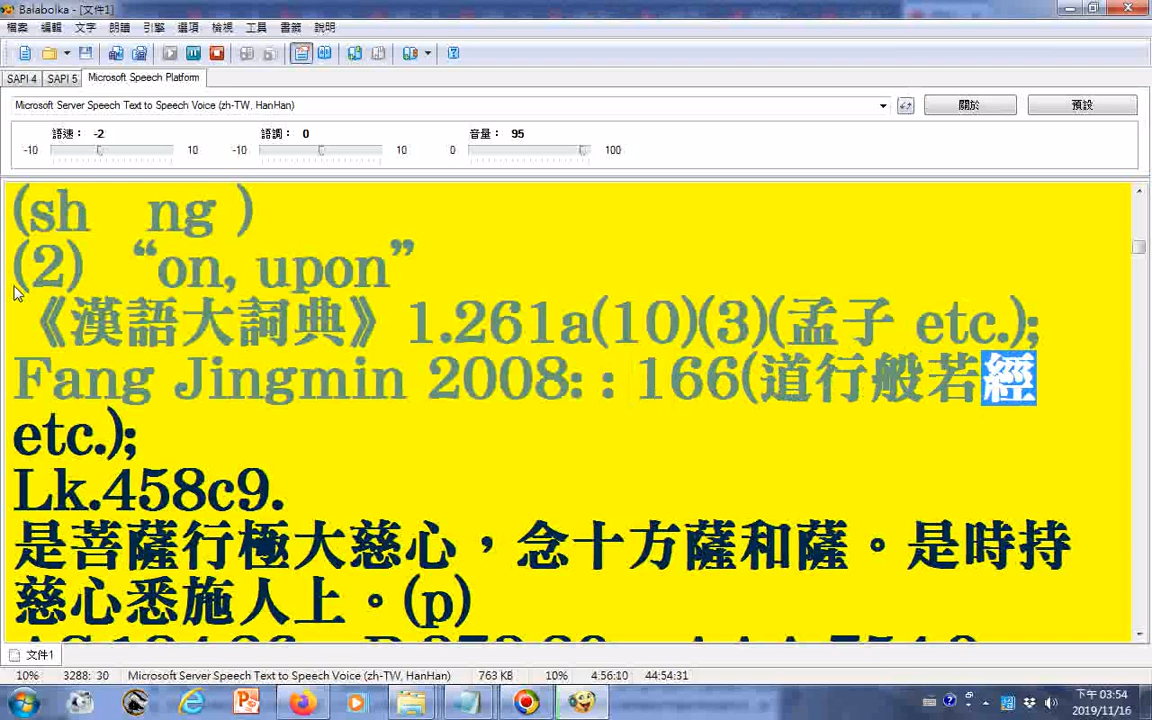 Balabolka - [文件1]
檔案 編輯 文字 朗讀 引擎 選項 檢視 工具 書籤 說明
SAPI 4 SAPI 5 Microsoft Speech Platform
Microsoft Server Speech Text to Speech Voice (zh-TW, HanHan) 關於 預設
語速： -2 語調： 0 音量： 95
-10 10 -10 10 0 100
(sh ng )
(2) “on, upon”
《漢語大詞典》 1.261a(10)(3)(孟子 etc.);
Fang Jingmin 2008: : 166(道行般若經
etc.);
Lk.458c9.
是菩薩行極大慈心，念十方薩和薩。是時持
慈心悉施人上。(p)
文件1
10% 3288: 30 Microsoft Server Speech Text to Speech Voice (zh-TW, HanHan) 763 KB 10% 4:56:10 44:54:31
下午 03:54
2019/11/16